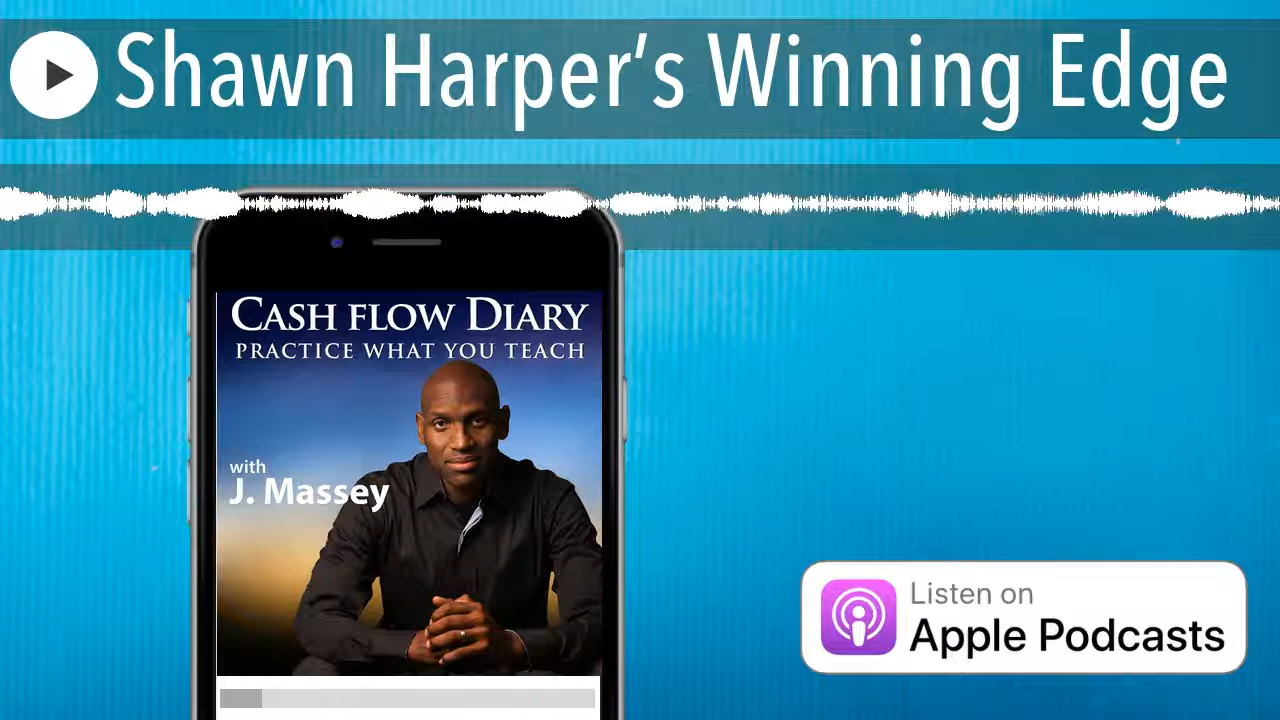 Shawn Harper’s Winning Edge
CASH FLOW DIARY
PRACTICE WHAT YOU TEACH
with
J. Massey
Listen on
Apple Podcasts